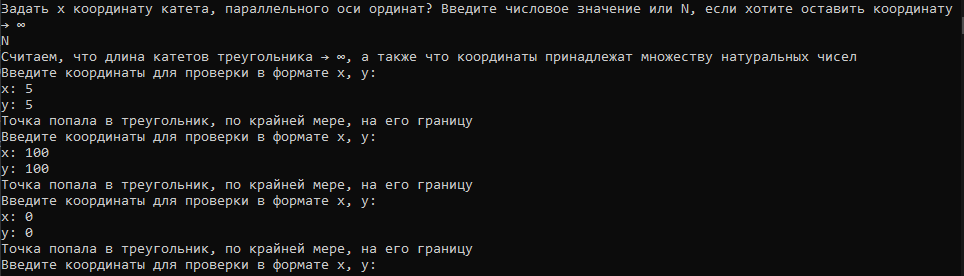 Задать x координату катета, параллельного оси ординат? Введите числовое значение или N, если хотите оставить координату
→ ∞
N
Считаем, что длина катетов треугольника → ∞, а также что координаты принадлежат множеству натуральных чисел
Введите координаты для проверки в формате x, y:
x: 5
y: 5
Точка попала в треугольник, по крайней мере, на его границу
Введите координаты для проверки в формате x, y:
x: 100
y: 100
Точка попала в треугольник, по крайней мере, на его границу
Введите координаты для проверки в формате x, y:
x: 0
y: 0
Точка попала в треугольник, по крайней мере, на его границу
Введите координаты для проверки в формате x, y: